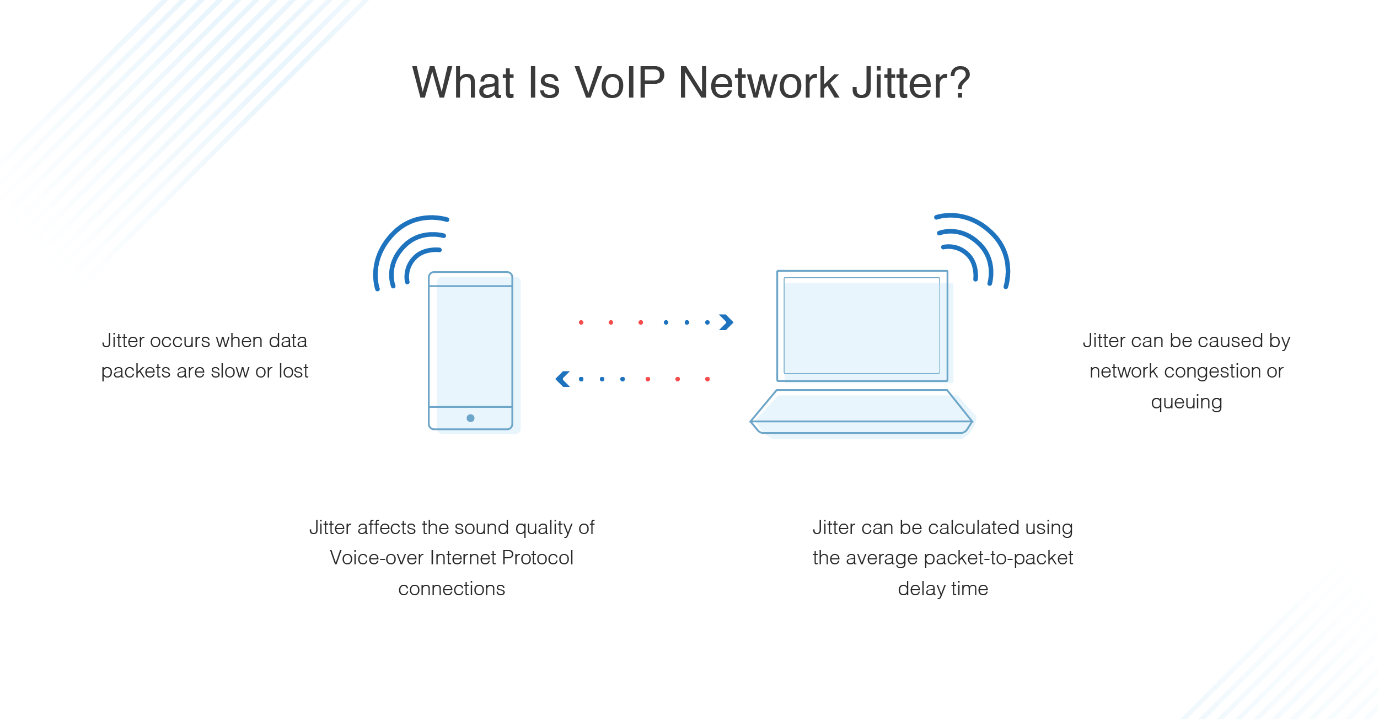 What Is VoIP Network Jitter?
Jitter occurs when data
packets are slow or lost
Jitter can be caused by
network congestion or
queuing
Jitter affects the sound quality of
Voice-over Internet Protocol
connections
Jitter can be calculated using
the average packet-to-packet
delay time